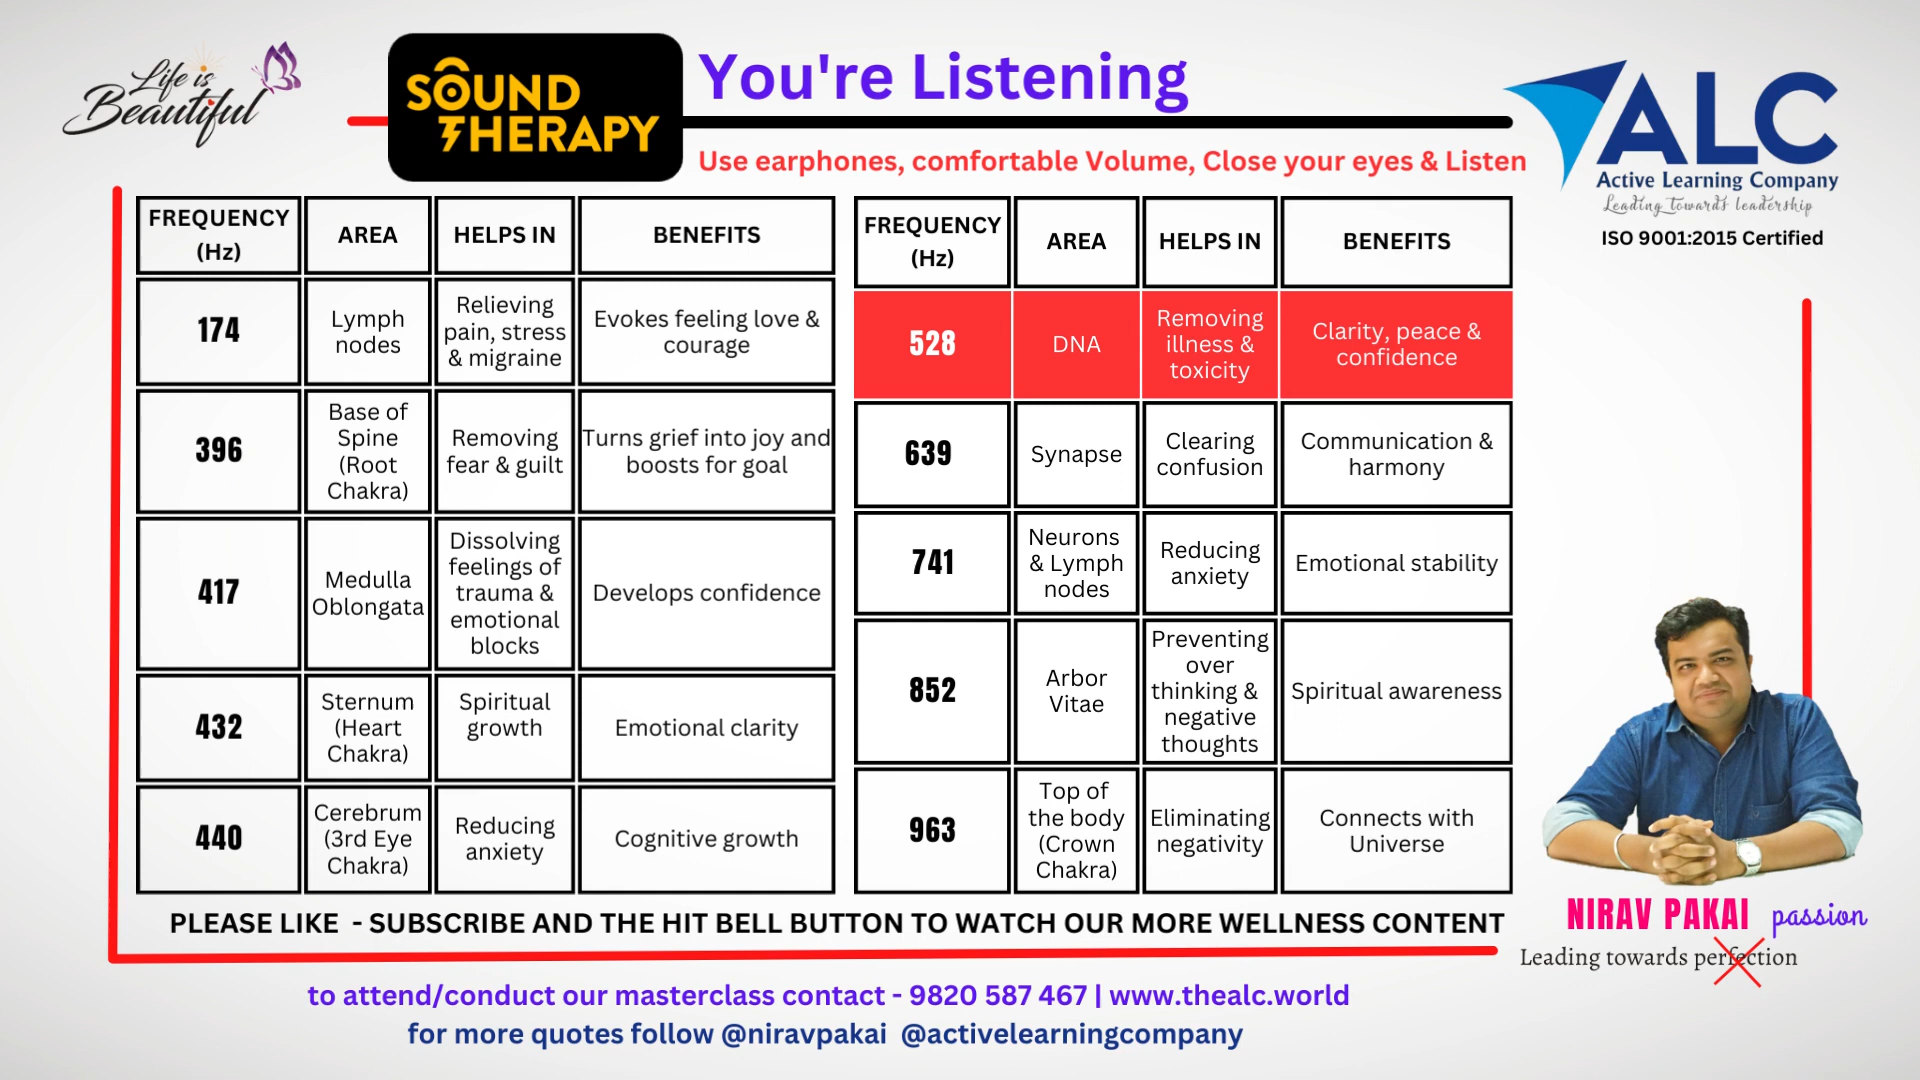 Life is
Beautiful
SOUND
THERAPY
You're Listening
Use earphones, comfortable Volume, Close your eyes & Listen
ALC
Active Learning Company
Leading Towards leadership
ISO 9001:2015 Certified
FREQUENCY
(Hz)
AREA
HELPS IN
BENEFITS
174
Lymph
nodes
Relieving
pain, stress
& migraine
Evokes feeling love &
courage
396
Base of
Spine
(Root
Chakra)
Removing
fear & guilt
Turns grief into joy and
boosts for goal
417
Medulla
Oblongata
Dissolving
feelings of
trauma &
emotional
blocks
Develops confidence
432
Sternum
(Heart
Chakra)
Spiritual
growth
Emotional clarity
440
Cerebrum
(3rd Eye
Chakra)
Reducing
anxiety
Cognitive growth
FREQUENCY
(Hz)
AREA
HELPS IN
BENEFITS
528
DNA
Removing
illness &
toxicity
Clarity, peace &
confidence
639
Synapse
Clearing
confusion
Communication &
harmony
741
Neurons
& Lymph
nodes
Reducing
anxiety
Emotional stability
852
Arbor
Vitae
Preventing
over
thinking &
negative
thoughts
Spiritual awareness
963
Top of
the body
(Crown
Chakra)
Eliminating
negativity
Connects with
Universe
PLEASE LIKE - SUBSCRIBE AND THE HIT BELL BUTTON TO WATCH OUR MORE WELLNESS CONTENT
NIRAV PAKAI
passion
Leading towards perfection
to attend/conduct our masterclass contact - 9820 587 467 | www.thealc.world
for more quotes follow @niravpakai @activelearningcompany